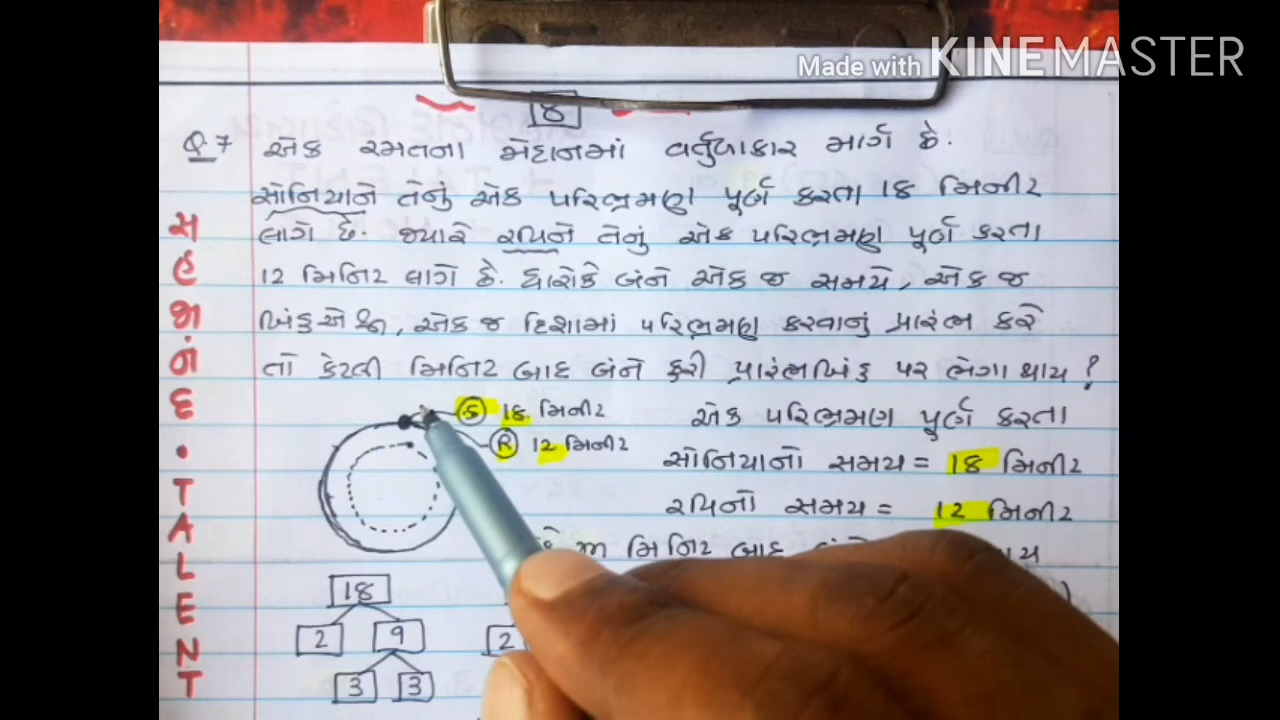 Made with KINEMASTER
8
Q.7 એક રમતના મેદાનમાં વર્તુળાકાર માર્ગ છે.
સોનિયાને તેનું એક પરિભ્રમણ પૂર્ણ કરતા 18 મિનીટ
લાગે છે. જ્યારે રવિને તેનું એક પરિભ્રમણ પૂર્ણ કરતા
12 મિનિટ લાગે છે. ધારોકે બંને એક જ સમયે, એક જ
બિંદુએથી, એક જ દિશામાં પરિભ્રમણ કરવાનું પ્રારંભ કરે
તો કેટલી મિનિટ બાદ બંને ફરી પ્રારંભબિંદુ પર ભેગા થાય?
S 18 મિનીટ
R 12 મિનીટ
એક પરિભ્રમણ પૂર્ણ કરતા
સોનિયાનો સમય = 18 મિનીટ
રવિનો સમય = 12 મિનીટ
મિનિટ બાદ
18
2 9 2
3 3
સહજાનંદ • TALENT